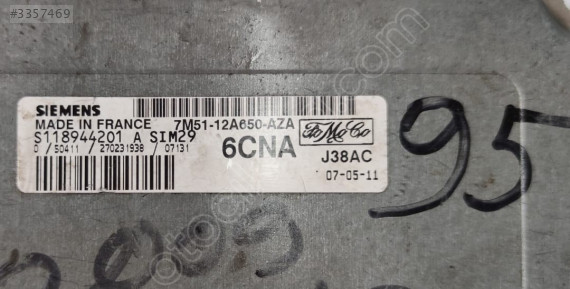 #3357469
SIEMENS
MADE IN FRANCE 7M51-12A650-AZA
S118944201 A SIM29
0 / 50411 / 270231938 / 07131
6CNA
FoMoCo
J38AC
07-05-11
95